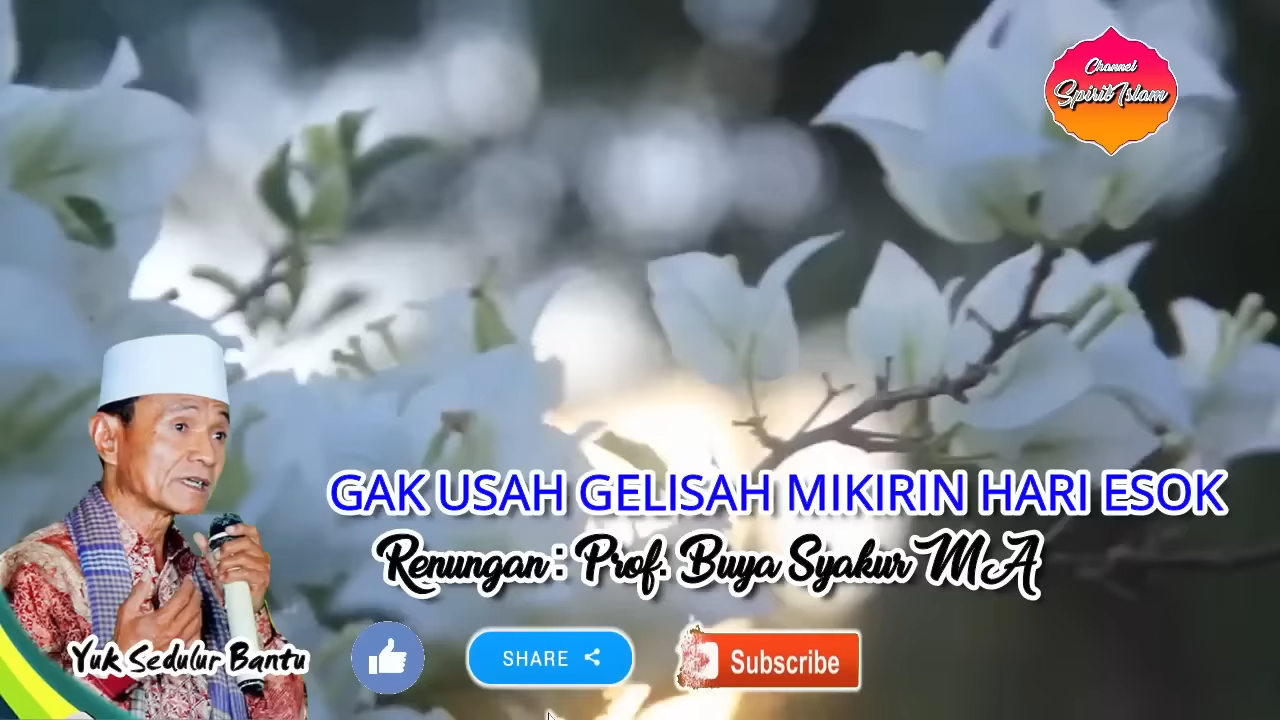 Channel
Spirit Islam
GAK USAH GELISAH MIKIRIN HARI ESOK
Renungan : Prof. Buya Syakur MA
Yuk Sedulur Bantu
SHARE
Subscribe